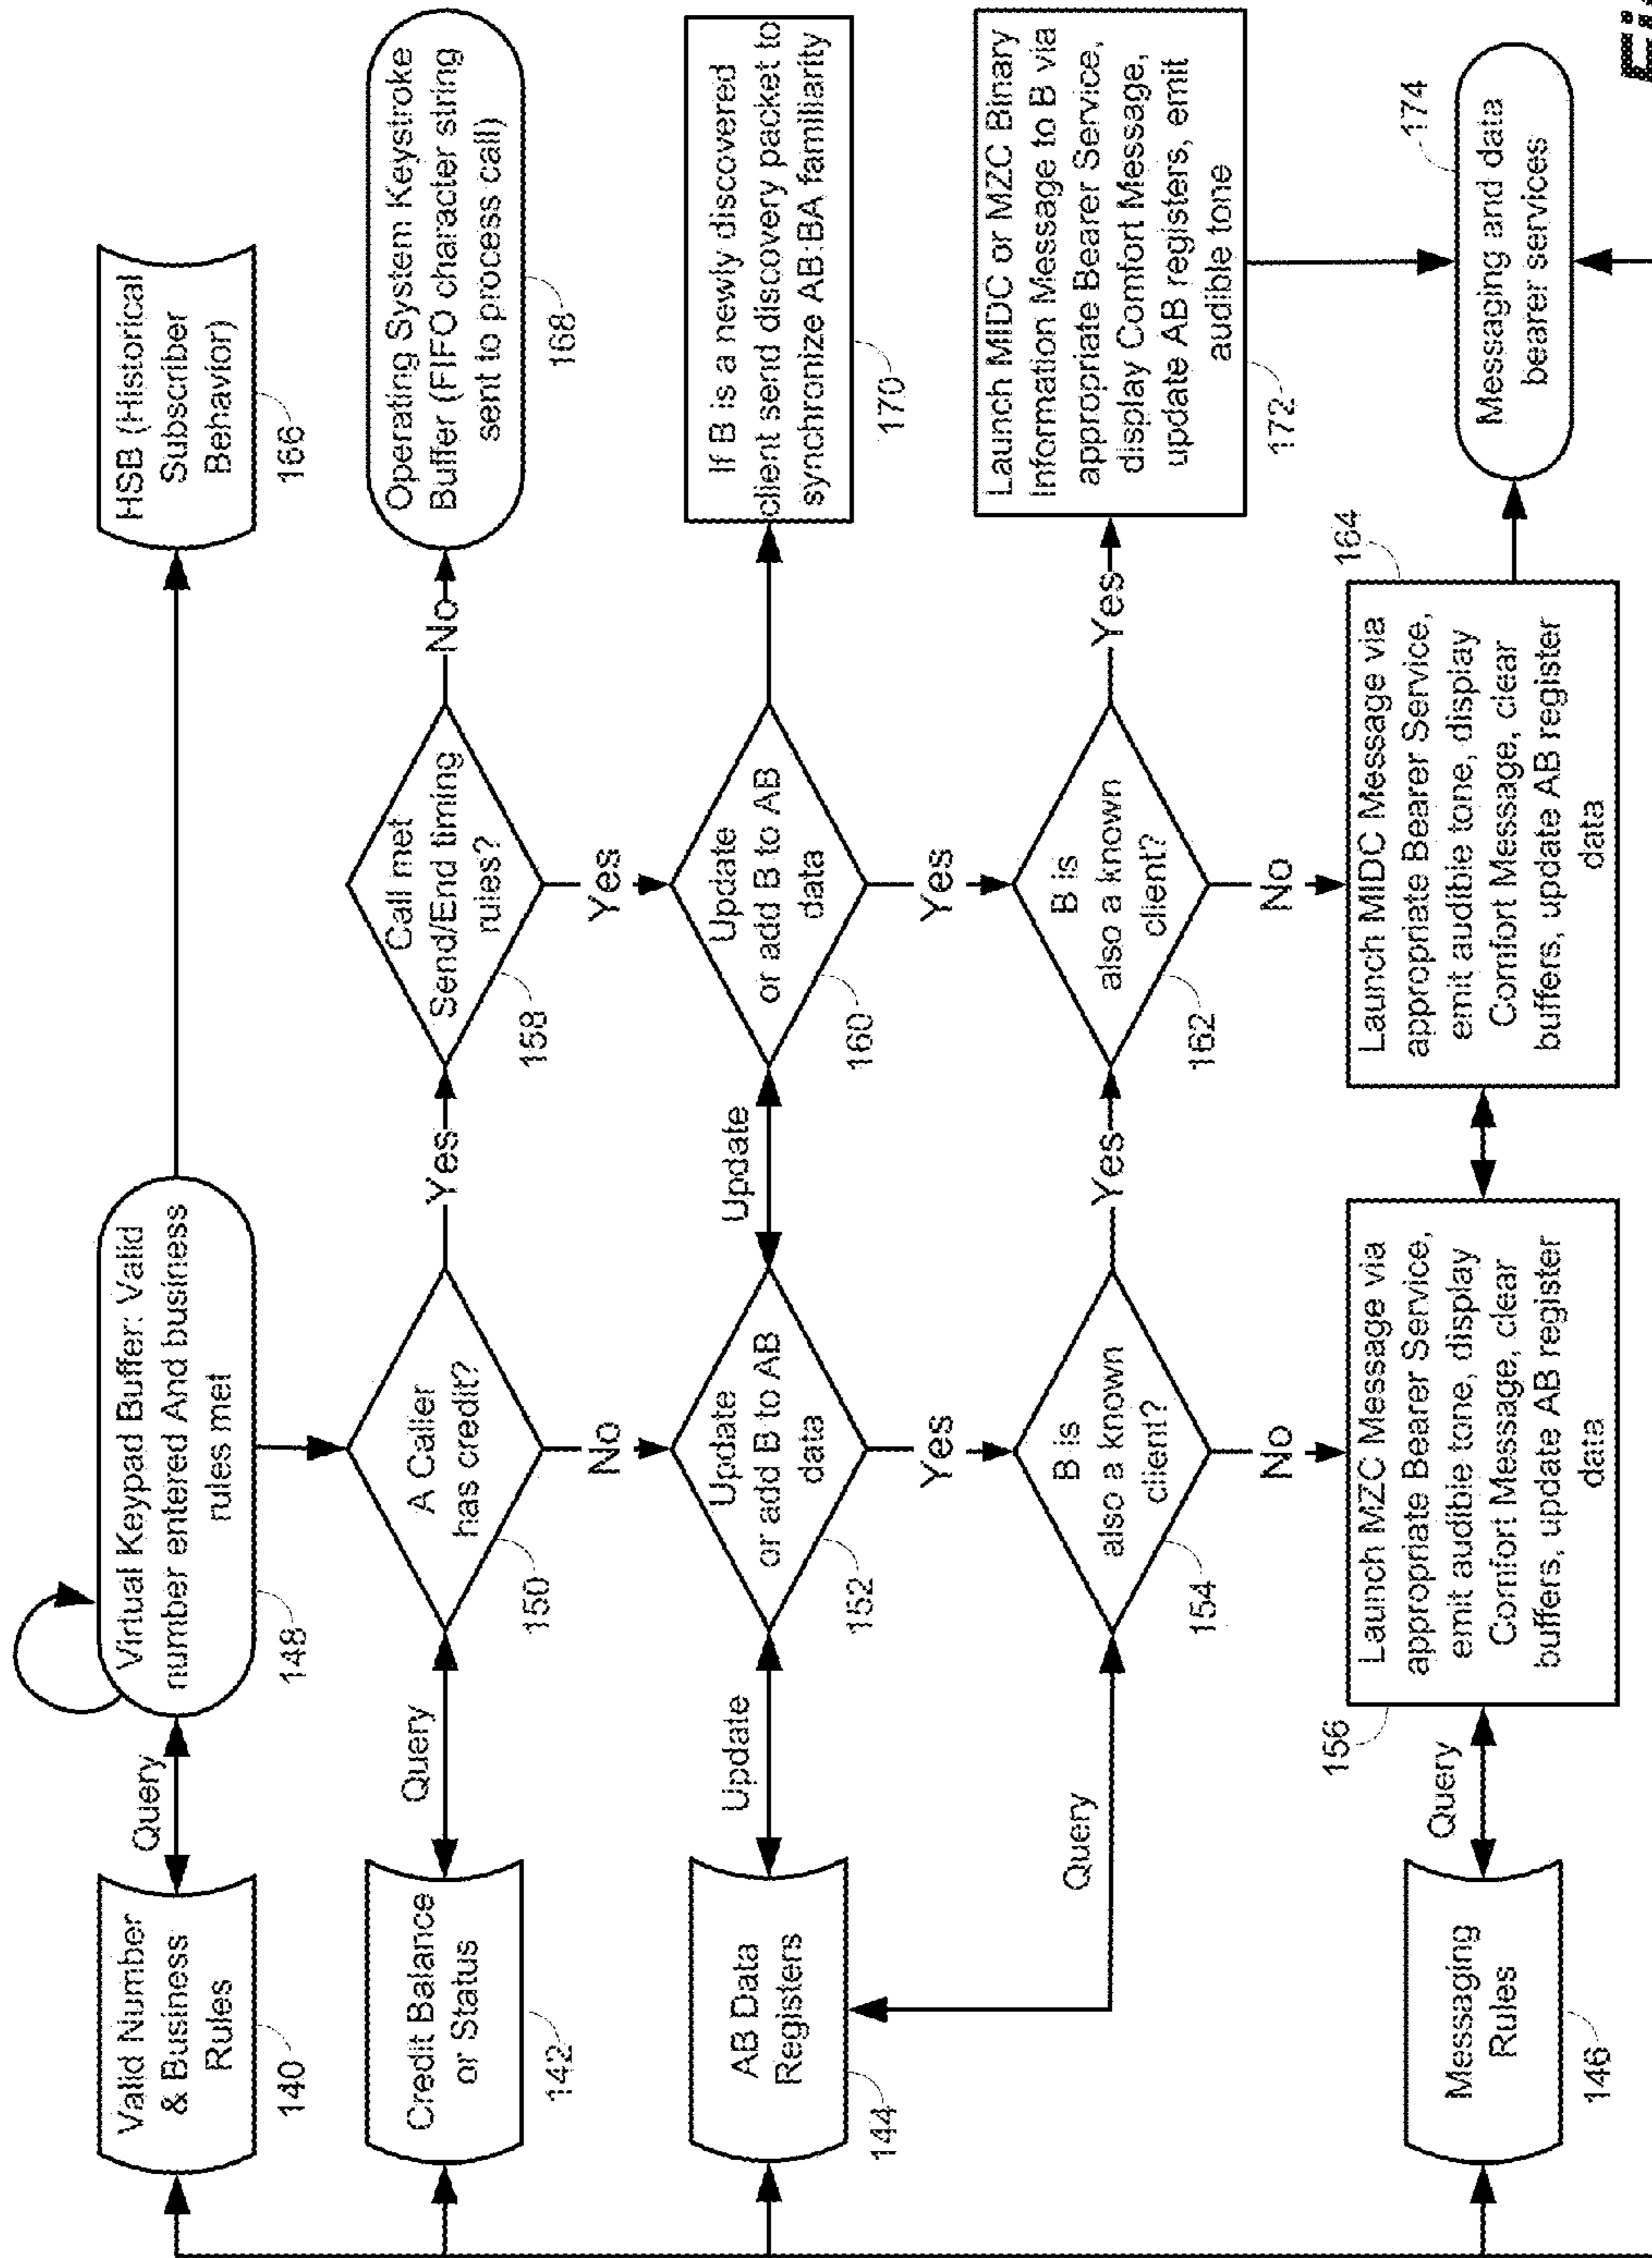 Valid Number
& Business
Rules
140
Query
Virtual Keypad Buffer: Valid
number entered And business
rules met
148
HSB (Historical
Subscriber
Behavior)
166
Credit Balance
or Status
142
Query
A Caller
has credit?
150
Yes
Call met
Send/End timing
rules?
158
No
Operating System Keystroke
Buffer (FIFO character string
sent to process call)
168
No
Yes
AB Data
Registers
144
Update
Update
or add B to AB
data
152
Update
Update
or add B to AB
data
160
If B is a newly discovered
client send discovery packet to
synchronize AB:BA familiarity
170
Yes
Yes
Query
B is
also a known
client?
154
Yes
B is
also a known
client?
162
Yes
Launch MIDC or MZC Binary
Information Message to B via
appropriate Bearer Service,
display Comfort Message,
update AB registers, emit
audible tone
172
No
No
Messaging
Rules
146
Query
Launch MZC Message via
appropriate Bearer Service,
emit audible tone, display
Comfort Message, clear
buffers, update AB register
data
156
Launch MIDC Message via
appropriate Bearer Service,
emit audible tone, display
Comfort Message, clear
buffers, update AB register
data
164
Messaging and data
bearer services
174